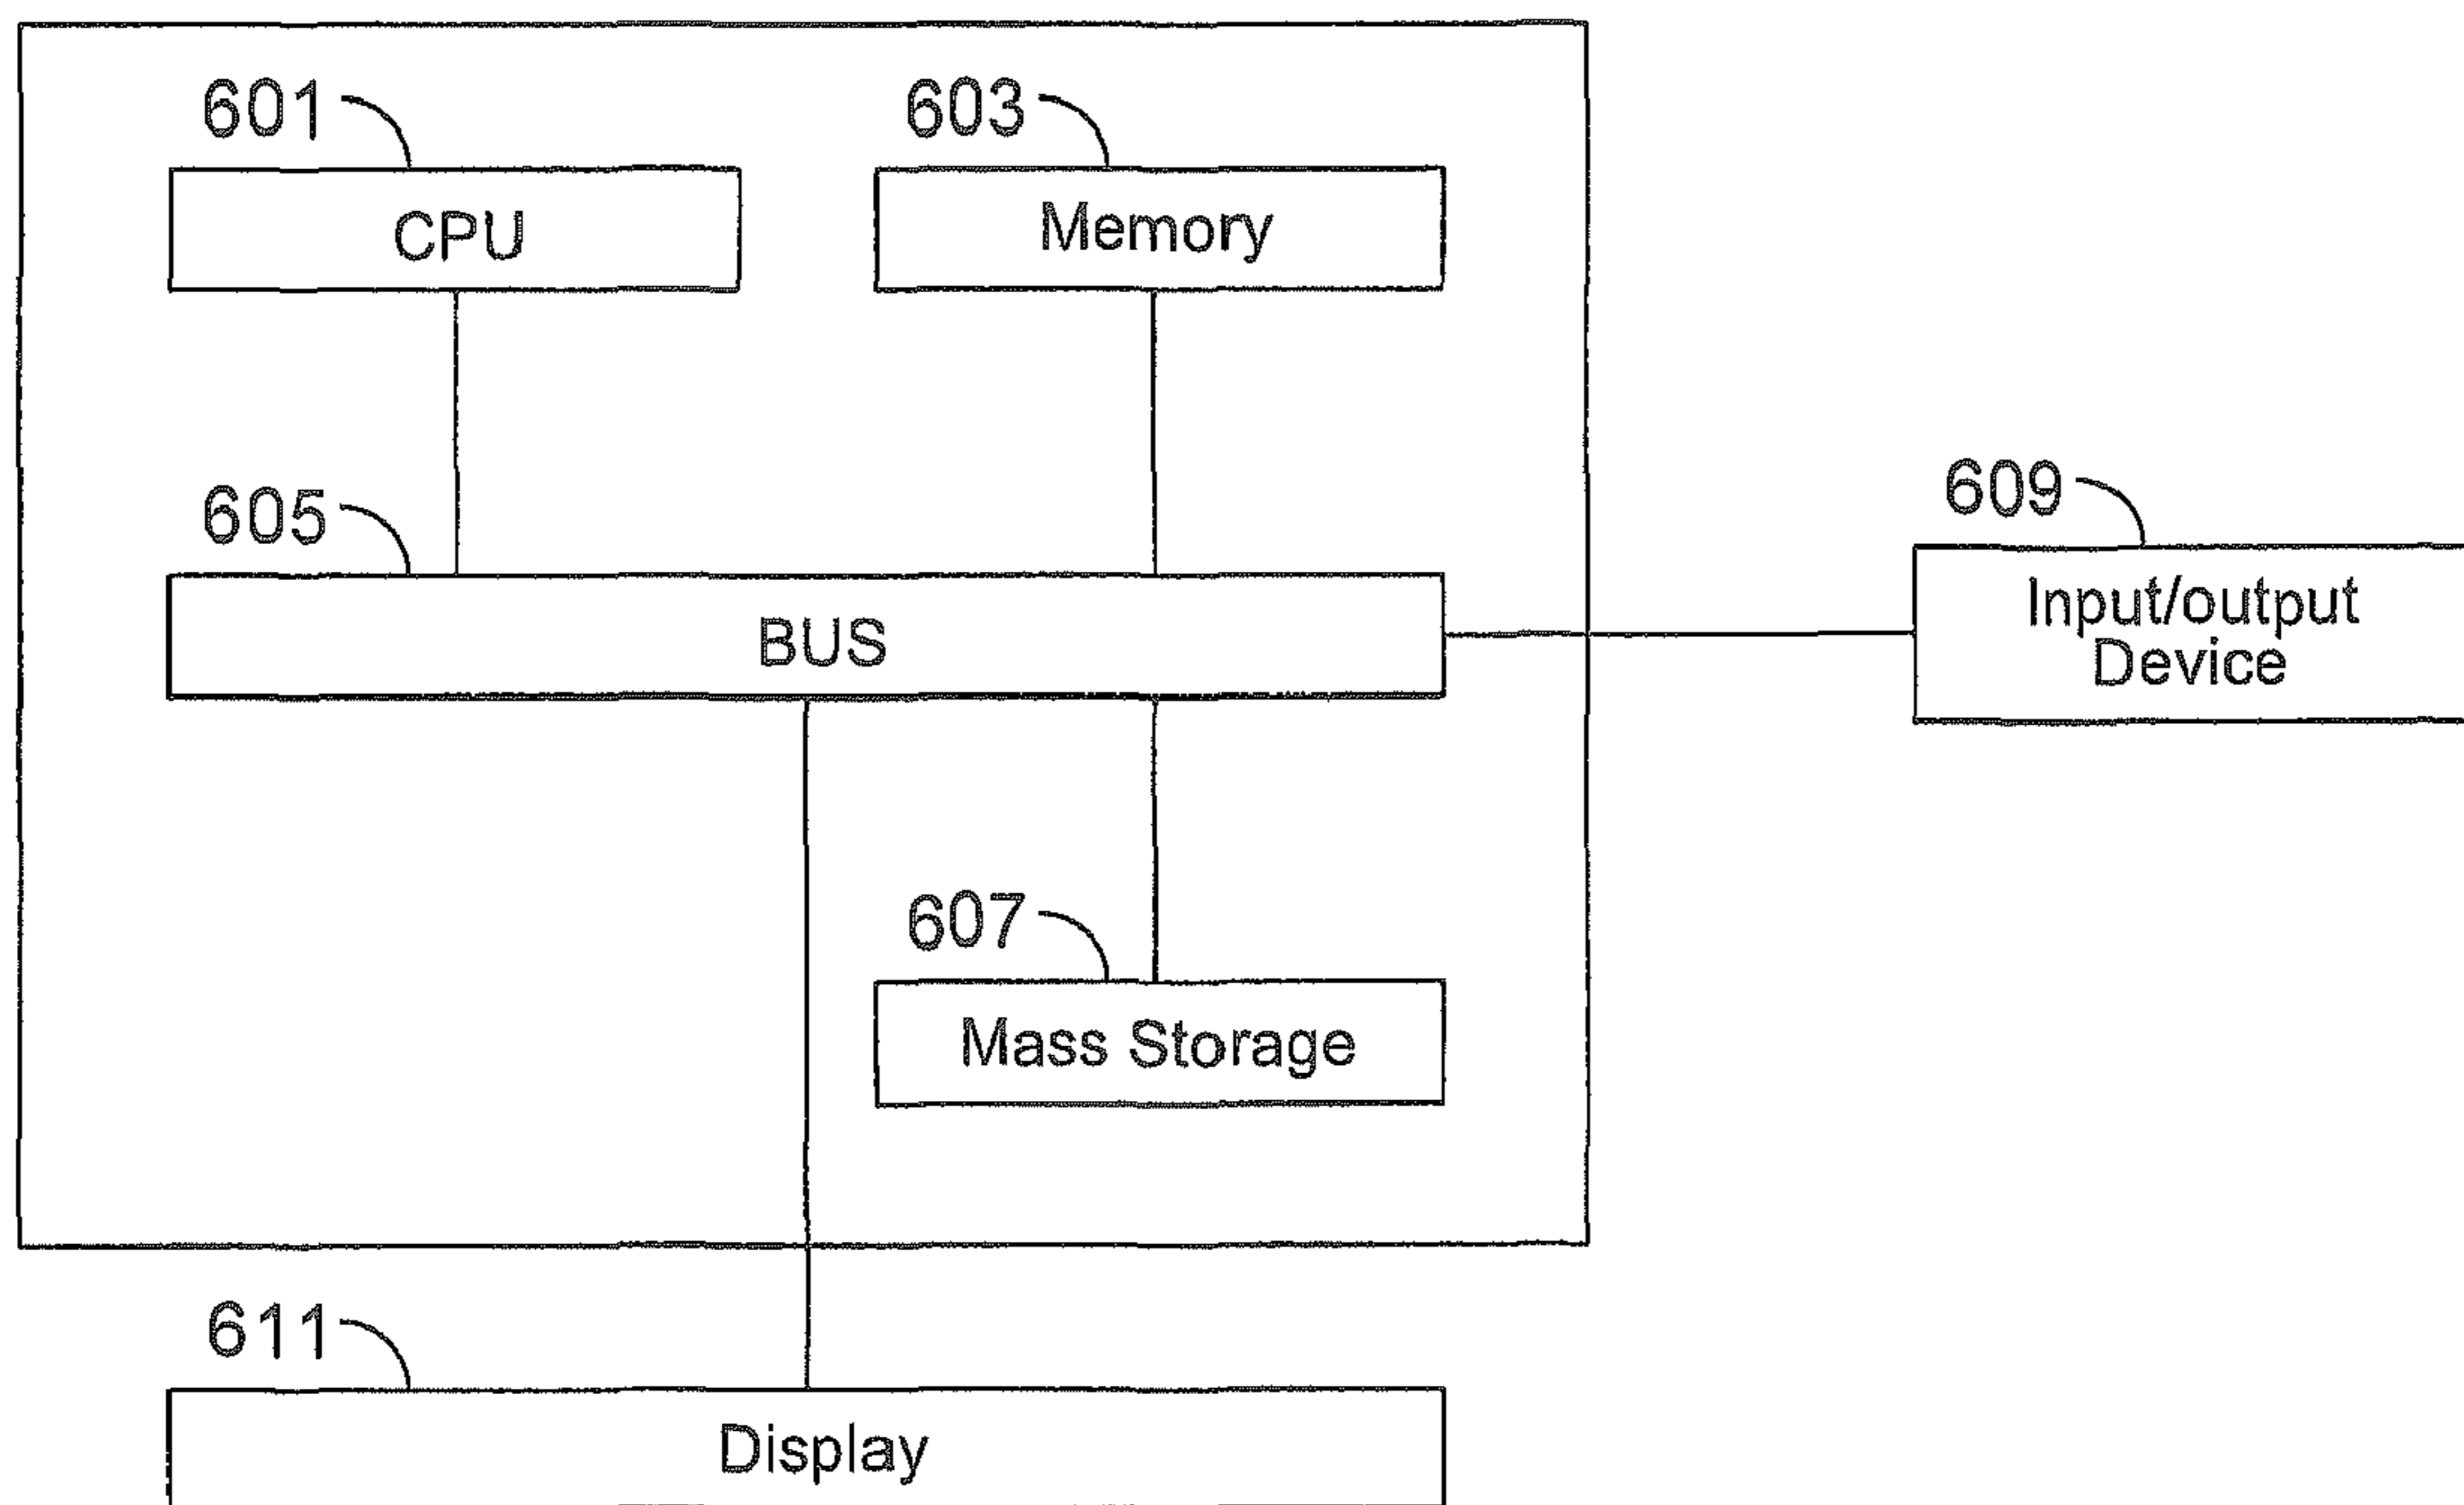 601
603
CPU
Memory
605
609
BUS
Input/output
Device
607
Mass Storage
611
Display